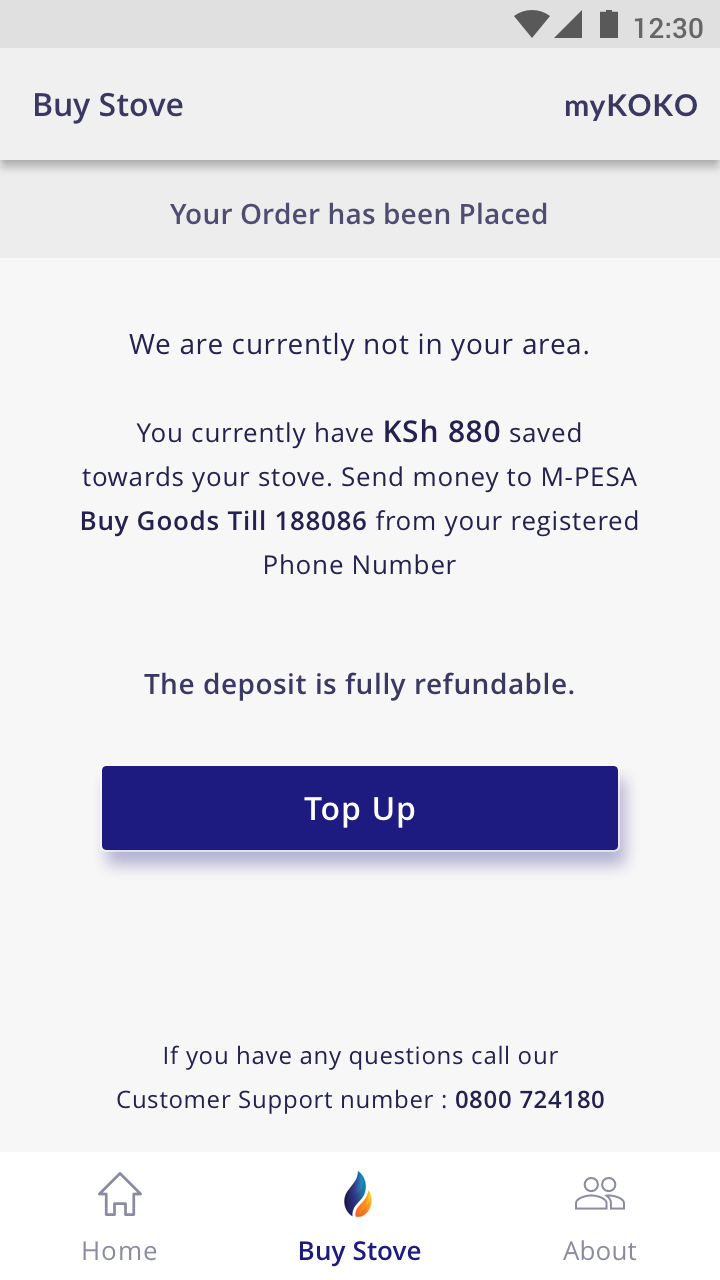 12:30
Buy Stove
myKOKO
Your Order has been Placed
We are currently not in your area.
You currently have KSh 880 saved
towards your stove. Send money to M-PESA
Buy Goods Till 188086 from your registered
Phone Number
The deposit is fully refundable.
Top Up
If you have any questions call our
Customer Support number : 0800 724180
Home
Buy Stove
About